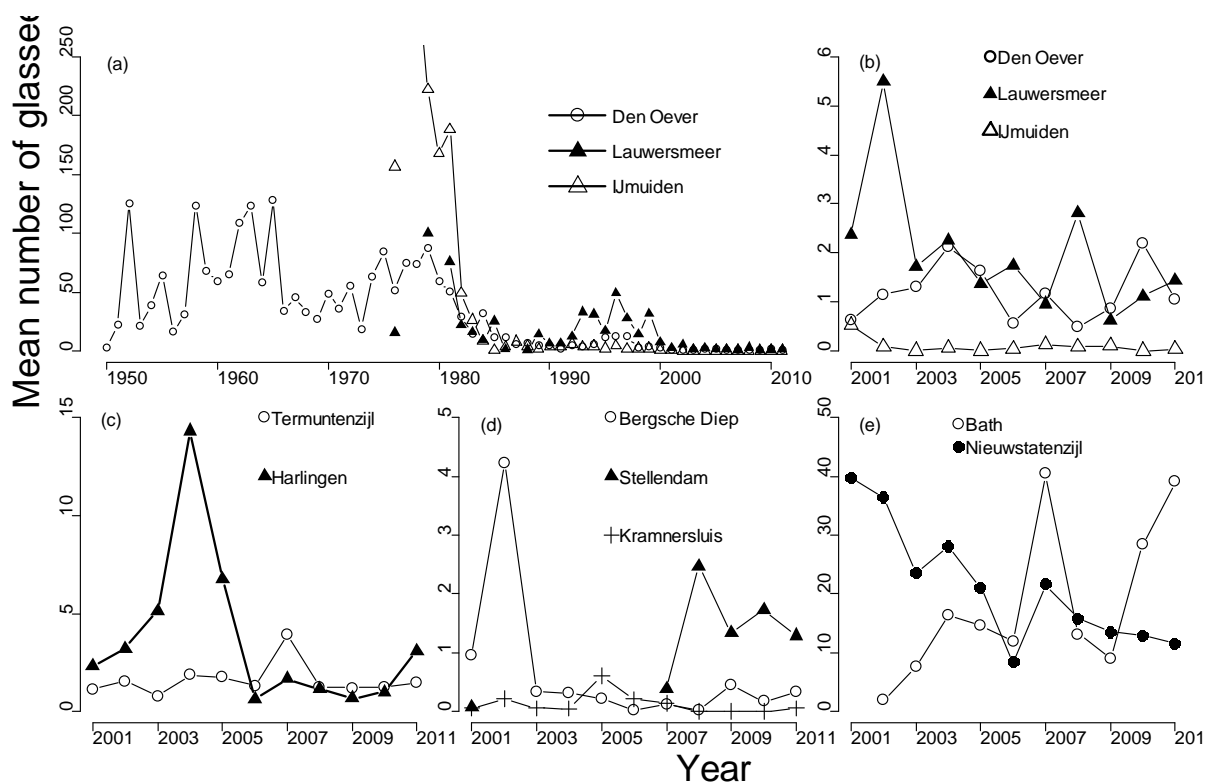 Mean number of glassee
(a)
250
200
150
100
50
0
Den Oever
Lauwersmeer
IJmuiden
1950 1960 1970 1980 1990 2000 2010
(b)
6
5
4
3
2
1
0
Den Oever
Lauwersmeer
IJmuiden
2001 2003 2005 2007 2009 201
(c)
15
10
5
0
Termuntenzijl
Harlingen
2001 2003 2005 2007 2009 2011
(d)
5
4
3
2
1
0
Bergsche Diep
Stellendam
Kramnersluis
2001 2003 2005 2007 2009 2011
(e)
50
40
30
20
10
0
Bath
Nieuwstatenzijl
2001 2003 2005 2007 2009 201
Year